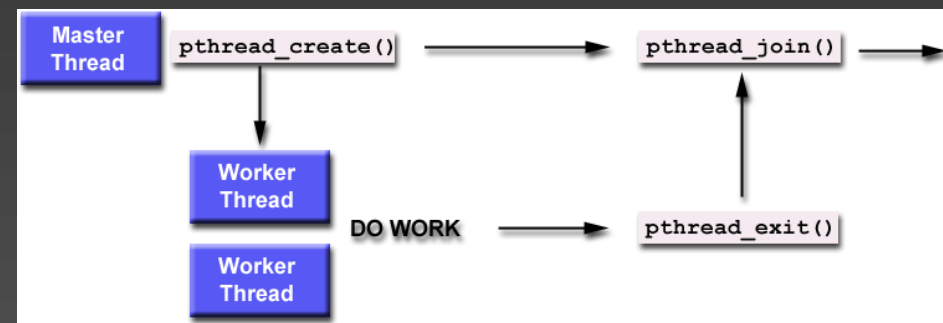 Master
Thread
pthread_create()
pthread_join()
Worker
Thread
DO WORK
pthread_exit()
Worker
Thread